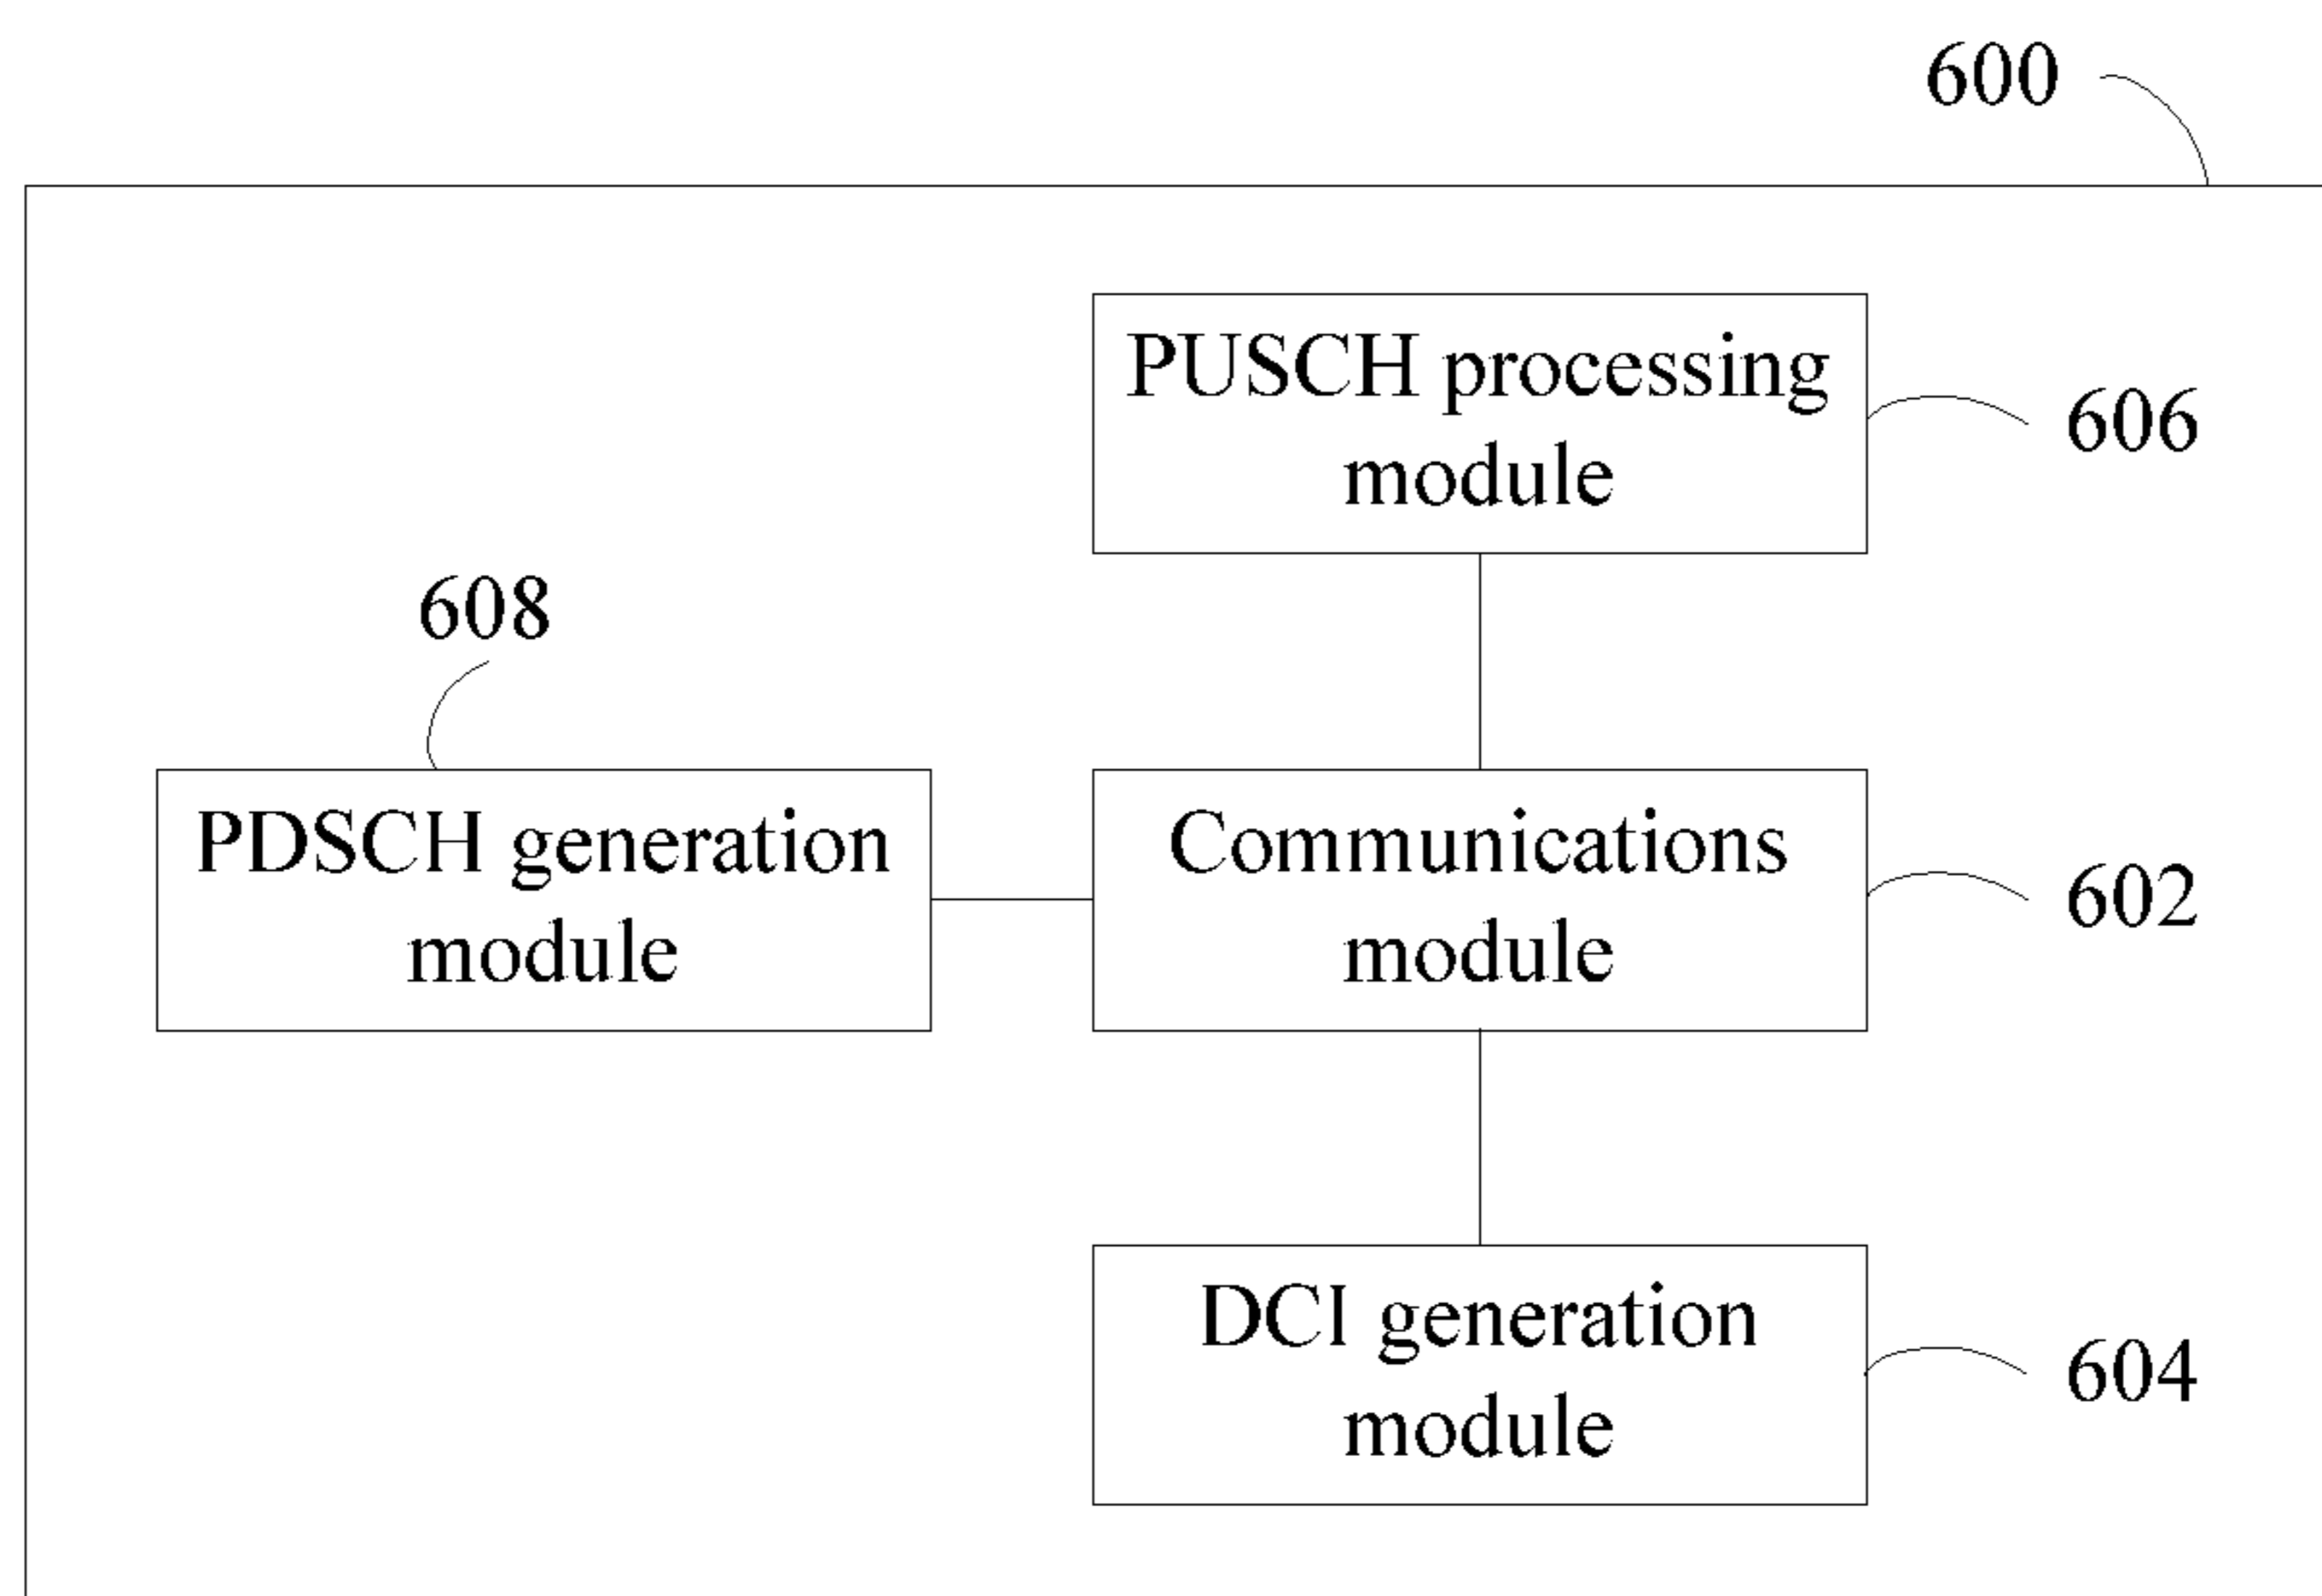 600
PUSCH processing
module
606
608
PDSCH generation
module
Communications
module
602
DCI generation
module
604